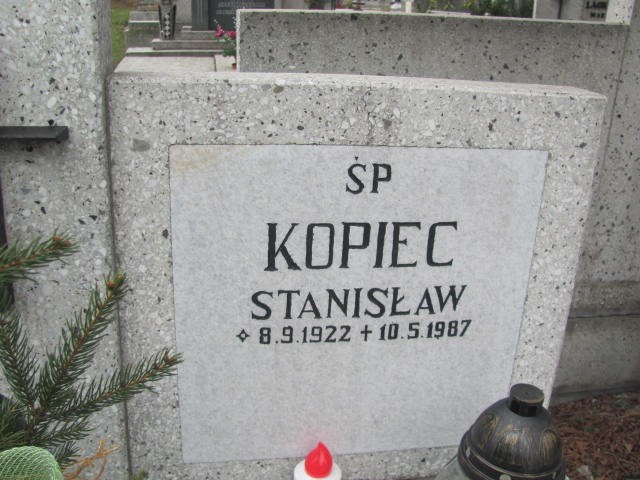 ŚP
KOPIEC
STANISŁAW
✧ 8.9.1922 + 10.5.1987